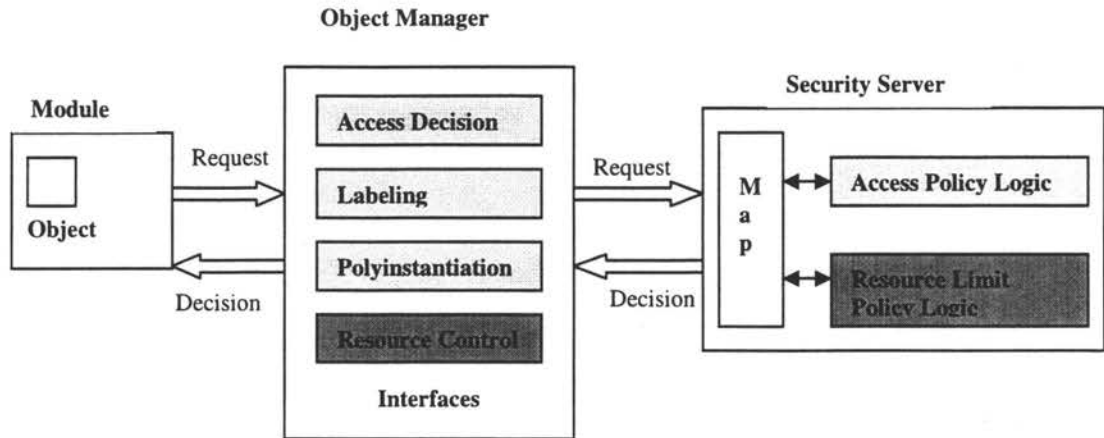 Object Manager
Security Server
Module
Access Decision
Request
Request
Labeling
M
a
p
Access Policy Logic
Object
Polyinstantiation
Decision
Decision
Resource Limit
Policy Logic
Resource Control
Interfaces